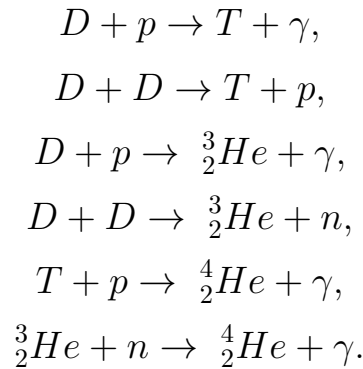 D + p → T + γ,
D + D → T + p,
D + p → ³₂He + γ,
D + D → ³₂He + n,
T + p → ⁴₂He + γ,
³₂He + n → ⁴₂He + γ.